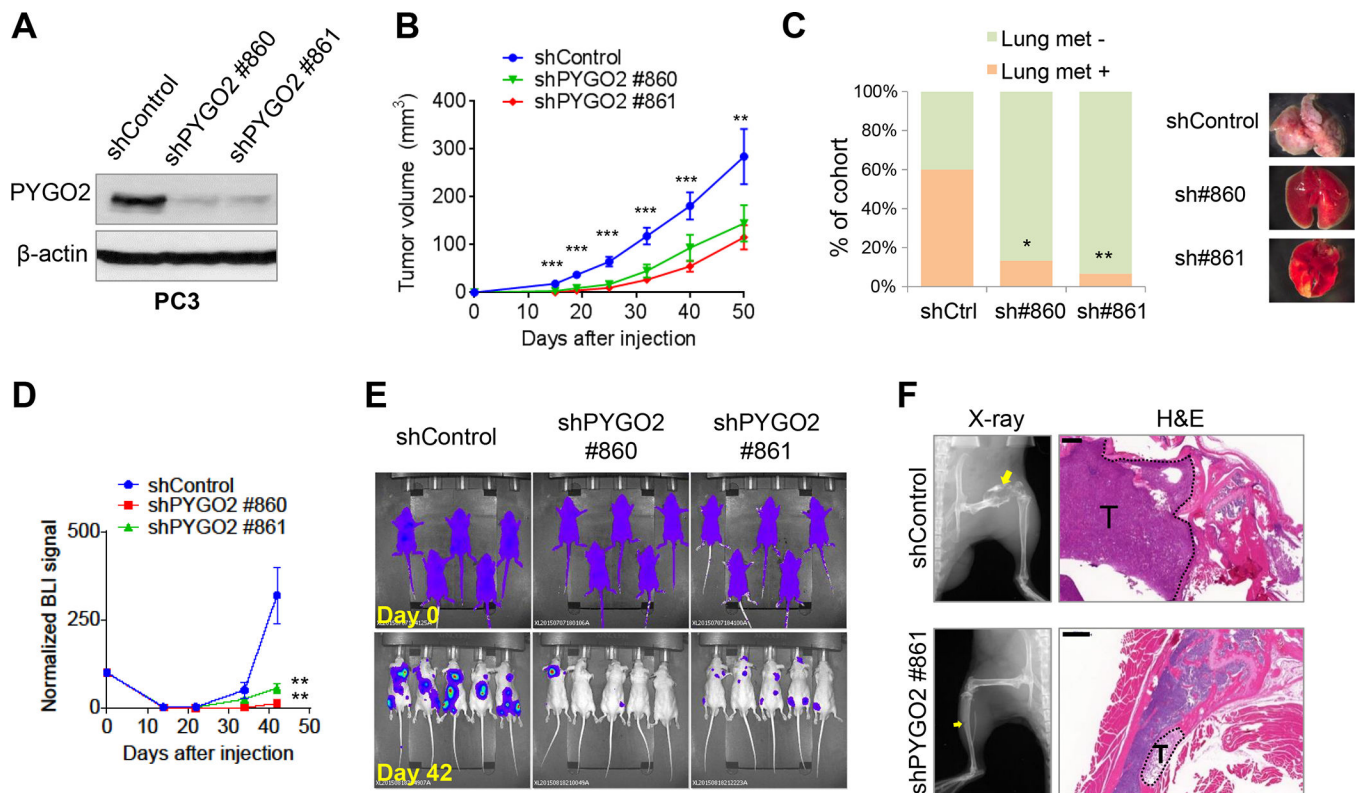 A
shControl
shPYGO2 #860
shPYGO2 #861
PYGO2
β-actin
PC3
B
shControl
shPYGO2 #860
shPYGO2 #861
Tumor volume (mm³)
400
300
200
100
0
***
***
***
***
***
**
0
10
20
30
40
50
Days after injection
C
Lung met -
Lung met +
% of cohort
100%
80%
60%
40%
20%
0%
*
**
shCtrl
sh#860
sh#861
shControl
sh#860
sh#861
D
shControl
shPYGO2 #860
shPYGO2 #861
Normalized BLI signal
500
250
0
**
**
0
10
20
30
40
50
Days after injection
E
shControl
shPYGO2
#860
shPYGO2
#861
Day 0
XL20150707180106A
XL20150707184100A
Day 42
XL20150818210049A
XL20150818212223A
F
X-ray
H&E
shControl
T
shPYGO2 #861
T